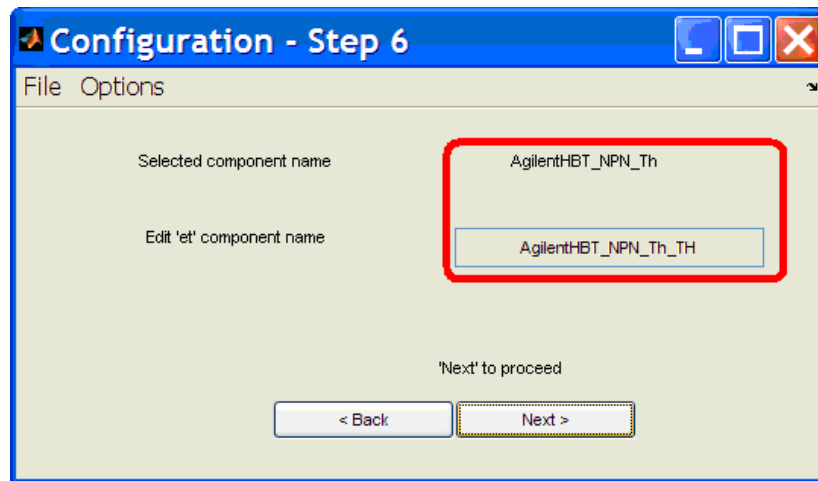 Configuration - Step 6
File Options
Selected component name AgilentHBT_NPN_Th
Edit 'et' component name AgilentHBT_NPN_Th_TH
'Next' to proceed
< Back Next >